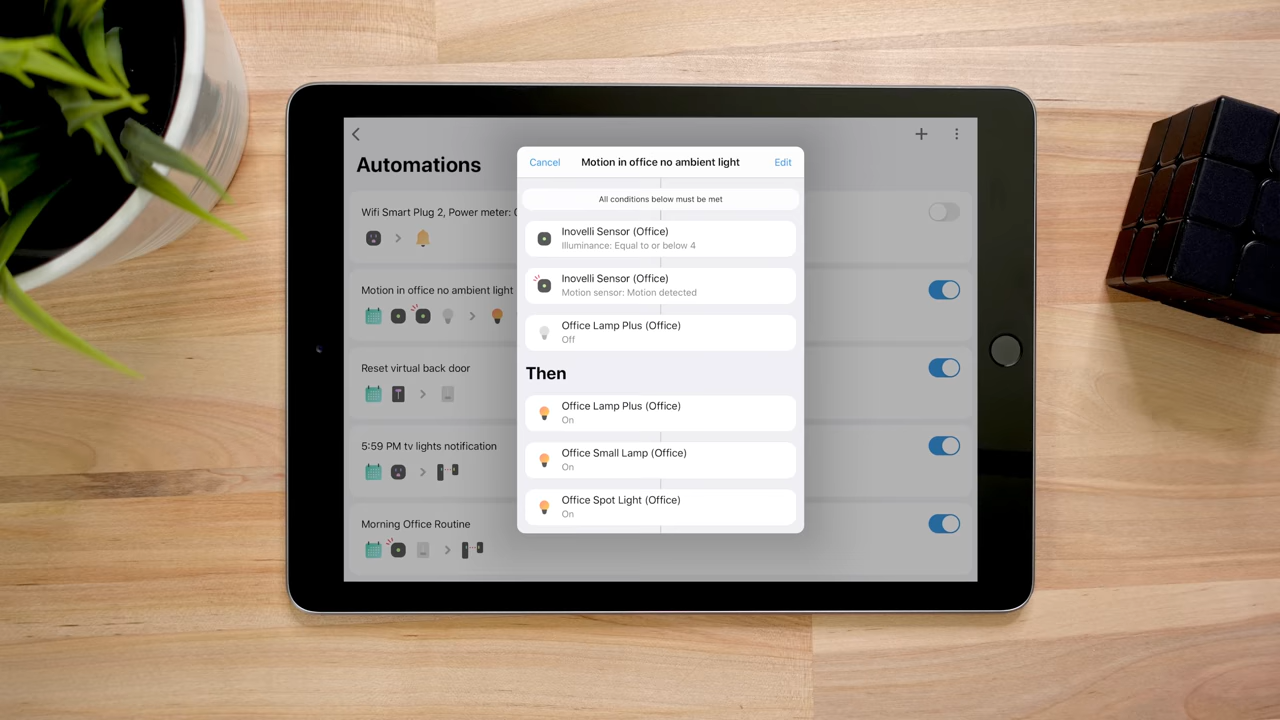 Automations
Wifi Smart Plug 2, Power meter:
Motion in office no ambient light
Reset virtual back door
5:59 PM tv lights notification
Morning Office Routine
Cancel
Motion in office no ambient light
Edit
All conditions below must be met
Inovelli Sensor (Office)
Illuminance: Equal to or below 4
Inovelli Sensor (Office)
Motion sensor: Motion detected
Office Lamp Plus (Office)
Off
Then
Office Lamp Plus (Office)
On
Office Small Lamp (Office)
On
Office Spot Light (Office)
On